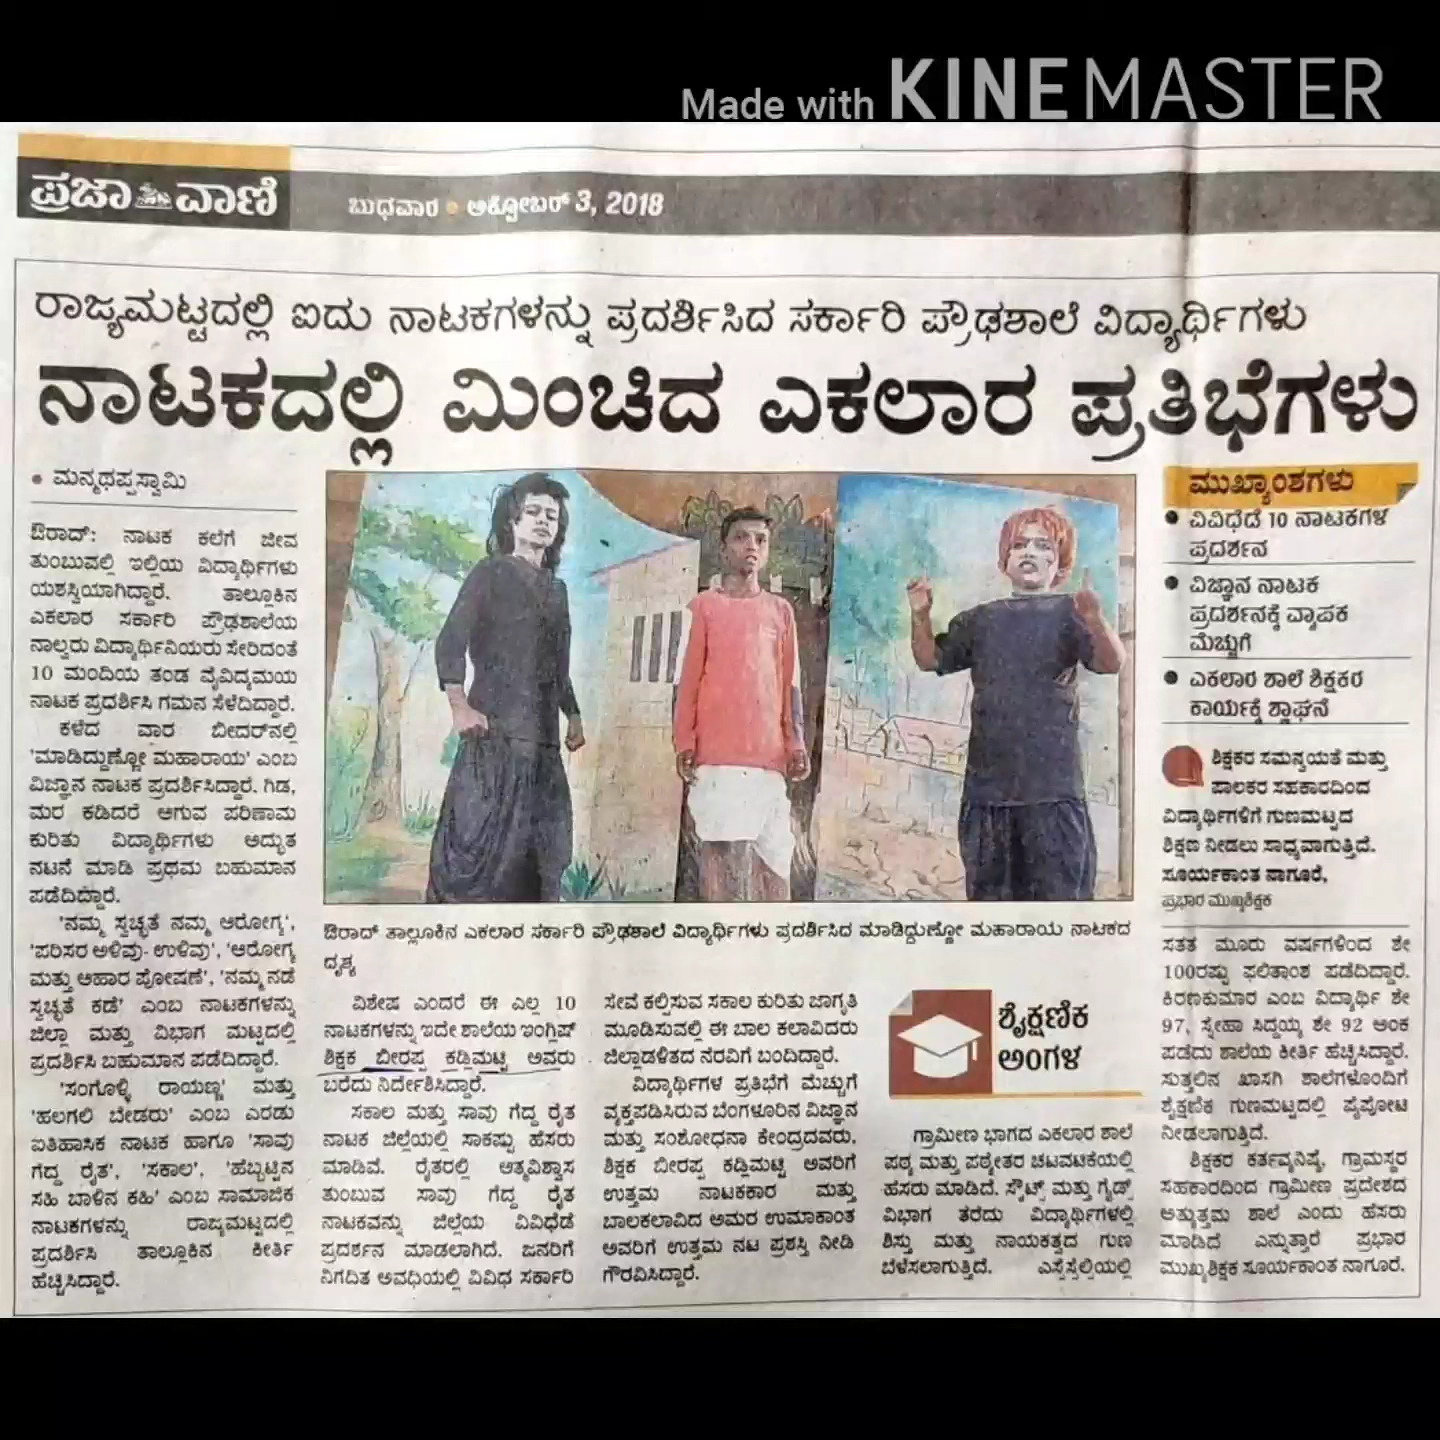 Made with KINEMASTER
ಪ್ರಜಾವಾಣಿ
ಬುಧವಾರ • ಅಕ್ಟೋಬರ್ 3, 2018
ರಾಜ್ಯಮಟ್ಟದಲ್ಲಿ ಐದು ನಾಟಕಗಳನ್ನು ಪ್ರದರ್ಶಿಸಿದ ಸರ್ಕಾರಿ ಪ್ರೌಢಶಾಲೆ ವಿದ್ಯಾರ್ಥಿಗಳು
ನಾಟಕದಲ್ಲಿ ಮಿಂಚಿದ ಎಕಲಾರ ಪ್ರತಿಭೆಗಳು
• ಮನ್ಮಥಪ್ಪಸ್ವಾಮಿ
ಔರಾದ್: ನಾಟಕ ಕಲೆಗೆ ಜೀವ
ತುಂಬುವಲ್ಲಿ ಇಲ್ಲಿಯ ವಿದ್ಯಾರ್ಥಿಗಳು
ಯಶಸ್ವಿಯಾಗಿದ್ದಾರೆ. ತಾಲ್ಲೂಕಿನ
ಎಕಲಾರ ಸರ್ಕಾರಿ ಪ್ರೌಢಶಾಲೆಯ
ನಾಲ್ವರು ವಿದ್ಯಾರ್ಥಿನಿಯರು ಸೇರಿದಂತೆ
10 ಮಂದಿಯ ತಂಡ ವೈವಿಧ್ಯಮಯ
ನಾಟಕ ಪ್ರದರ್ಶಿಸಿ ಗಮನ ಸೆಳೆದಿದ್ದಾರೆ.
ಕಳೆದ ವಾರ ಬೀದರ್‌ನಲ್ಲಿ
'ಮಾಡಿದ್ದುಣ್ಣೋ ಮಹಾರಾಯ' ಎಂಬ
ವಿಜ್ಞಾನ ನಾಟಕ ಪ್ರದರ್ಶಿಸಿದ್ದಾರೆ. ಗಿಡ,
ಮರ ಕಡಿದರೆ ಆಗುವ ಪರಿಣಾಮ
ಕುರಿತು ವಿದ್ಯಾರ್ಥಿಗಳು ಅದ್ಭುತ
ನಟನೆ ಮಾಡಿ ಪ್ರಥಮ ಬಹುಮಾನ
ಪಡೆದಿದ್ದಾರೆ.
'ನಮ್ಮ ಸ್ವಚ್ಛತೆ ನಮ್ಮ ಆರೋಗ್ಯ',
'ಪರಿಸರ ಅಳಿವು- ಉಳಿವು', 'ಆರೋಗ್ಯ
ಮತ್ತು ಆಹಾರ ಪೋಷಣೆ', 'ನಮ್ಮ ನಡೆ
ಸ್ವಚ್ಛತೆ ಕಡೆ' ಎಂಬ ನಾಟಕಗಳನ್ನು
ಜಿಲ್ಲಾ ಮತ್ತು ವಿಭಾಗ ಮಟ್ಟದಲ್ಲಿ
ಪ್ರದರ್ಶಿಸಿ ಬಹುಮಾನ ಪಡೆದಿದ್ದಾರೆ.
'ಸಂಗೊಳ್ಳಿ ರಾಯಣ್ಣ' ಮತ್ತು
'ಹಲಗಲಿ ಬೇಡರು' ಎಂಬ ಎರಡು
ಐತಿಹಾಸಿಕ ನಾಟಕ ಹಾಗೂ 'ಸಾವು
ಗೆದ್ದ ರೈತ', 'ಸಕಾಲ', 'ಹೆಬ್ಬಟ್ಟಿನ
ಸಹಿ ಬಾಳಿನ ಕಹಿ' ಎಂಬ ಸಾಮಾಜಿಕ
ನಾಟಕಗಳನ್ನು ರಾಜ್ಯಮಟ್ಟದಲ್ಲಿ
ಪ್ರದರ್ಶಿಸಿ ತಾಲ್ಲೂಕಿನ ಕೀರ್ತಿ
ಹೆಚ್ಚಿಸಿದ್ದಾರೆ.
ಔರಾದ್ ತಾಲ್ಲೂಕಿನ ಎಕಲಾರ ಸರ್ಕಾರಿ ಪ್ರೌಢಶಾಲೆ ವಿದ್ಯಾರ್ಥಿಗಳು ಪ್ರದರ್ಶಿಸಿದ ಮಾಡಿದ್ದುಣ್ಣೋ ಮಹಾರಾಯ ನಾಟಕದ
ದೃಶ್ಯ
ವಿಶೇಷ ಎಂದರೆ ಈ ಎಲ್ಲ 10
ನಾಟಕಗಳನ್ನು ಇದೇ ಶಾಲೆಯ ಇಂಗ್ಲಿಷ್
ಶಿಕ್ಷಕ ಬೀರಪ್ಪ ಕಡ್ಲಿಮಟ್ಟಿ ಅವರು
ಬರೆದು ನಿರ್ದೇಶಿಸಿದ್ದಾರೆ.
ಸಕಾಲ ಮತ್ತು ಸಾವು ಗೆದ್ದ ರೈತ
ನಾಟಕ ಜಿಲ್ಲೆಯಲ್ಲಿ ಸಾಕಷ್ಟು ಹೆಸರು
ಮಾಡಿವೆ. ರೈತರಲ್ಲಿ ಆತ್ಮವಿಶ್ವಾಸ
ತುಂಬುವ ಸಾವು ಗೆದ್ದ ರೈತ
ನಾಟಕವನ್ನು ಜಿಲ್ಲೆಯ ವಿವಿಧೆಡೆ
ಪ್ರದರ್ಶನ ಮಾಡಲಾಗಿದೆ. ಜನರಿಗೆ
ನಿಗದಿತ ಅವಧಿಯಲ್ಲಿ ವಿವಿಧ ಸರ್ಕಾರಿ
ಸೇವೆ ಕಲ್ಪಿಸುವ ಸಕಾಲ ಕುರಿತು ಜಾಗೃತಿ
ಮೂಡಿಸುವಲ್ಲಿ ಈ ಬಾಲ ಕಲಾವಿದರು
ಜಿಲ್ಲಾಡಳಿತದ ನೆರವಿಗೆ ಬಂದಿದ್ದಾರೆ.
ವಿದ್ಯಾರ್ಥಿಗಳ ಪ್ರತಿಭೆಗೆ ಮೆಚ್ಚುಗೆ
ವ್ಯಕ್ತಪಡಿಸಿರುವ ಬೆಂಗಳೂರಿನ ವಿಜ್ಞಾನ
ಮತ್ತು ಸಂಶೋಧನಾ ಕೇಂದ್ರದವರು,
ಶಿಕ್ಷಕ ಬೀರಪ್ಪ ಕಡ್ಲಿಮಟ್ಟಿ ಅವರಿಗೆ
ಉತ್ತಮ ನಾಟಕಕಾರ ಮತ್ತು
ಬಾಲಕಲಾವಿದ ಅಮರ ಉಮಾಕಾಂತ
ಅವರಿಗೆ ಉತ್ತಮ ನಟ ಪ್ರಶಸ್ತಿ ನೀಡಿ
ಗೌರವಿಸಿದ್ದಾರೆ.
ಶೈಕ್ಷಣಿಕ
ಅಂಗಳ
ಗ್ರಾಮೀಣ ಭಾಗದ ಎಕಲಾರ ಶಾಲೆ
ಪಠ್ಯ ಮತ್ತು ಪಠ್ಯೇತರ ಚಟುವಟಿಕೆಯಲ್ಲಿ
ಹೆಸರು ಮಾಡಿದೆ. ಸ್ಕೌಟ್ಸ್ ಮತ್ತು ಗೈಡ್ಸ್
ವಿಭಾಗ ತೆರೆದು ವಿದ್ಯಾರ್ಥಿಗಳಲ್ಲಿ
ಶಿಸ್ತು ಮತ್ತು ನಾಯಕತ್ವದ ಗುಣ
ಬೆಳೆಸಲಾಗುತ್ತಿದೆ. ಎಸ್ಸೆಸ್ಸೆಲ್ಸಿಯಲ್ಲಿ
ಮುಖ್ಯಾಂಶಗಳು
• ವಿವಿಧೆಡೆ 10 ನಾಟಕಗಳ
ಪ್ರದರ್ಶನ
• ವಿಜ್ಞಾನ ನಾಟಕ
ಪ್ರದರ್ಶನಕ್ಕೆ ವ್ಯಾಪಕ
ಮೆಚ್ಚುಗೆ
• ಎಕಲಾರ ಶಾಲೆ ಶಿಕ್ಷಕರ
ಕಾರ್ಯಕ್ಕೆ ಶ್ಲಾಘನೆ
ಶಿಕ್ಷಕರ ಸಮನ್ವಯತೆ ಮತ್ತು
ಪಾಲಕರ ಸಹಕಾರದಿಂದ
ವಿದ್ಯಾರ್ಥಿಗಳಿಗೆ ಗುಣಮಟ್ಟದ
ಶಿಕ್ಷಣ ನೀಡಲು ಸಾಧ್ಯವಾಗುತ್ತಿದೆ.
ಸೂರ್ಯಕಾಂತ ನಾಗೂರೆ,
ಪ್ರಭಾರ ಮುಖ್ಯಶಿಕ್ಷಕ
ಸತತ ಮೂರು ವರ್ಷಗಳಿಂದ ಶೇ
100ರಷ್ಟು ಫಲಿತಾಂಶ ಪಡೆದಿದ್ದಾರೆ.
ಕಿರಣಕುಮಾರ ಎಂಬ ವಿದ್ಯಾರ್ಥಿ ಶೇ
97, ಸ್ನೇಹಾ ಸಿದ್ದಯ್ಯ ಶೇ 92 ಅಂಕ
ಪಡೆದು ಶಾಲೆಯ ಕೀರ್ತಿ ಹೆಚ್ಚಿಸಿದ್ದಾರೆ.
ಸುತ್ತಲಿನ ಖಾಸಗಿ ಶಾಲೆಗಳೊಂದಿಗೆ
ಶೈಕ್ಷಣಿಕ ಗುಣಮಟ್ಟದಲ್ಲಿ ಪೈಪೋಟಿ
ನೀಡಲಾಗುತ್ತಿದೆ.
ಶಿಕ್ಷಕರ ಕರ್ತವ್ಯನಿಷ್ಠೆ, ಗ್ರಾಮಸ್ಥರ
ಸಹಕಾರದಿಂದ ಗ್ರಾಮೀಣ ಪ್ರದೇಶದ
ಅತ್ಯುತ್ತಮ ಶಾಲೆ ಎಂದು ಹೆಸರು
ಮಾಡಿದೆ ಎನ್ನುತ್ತಾರೆ ಪ್ರಭಾರ
ಮುಖ್ಯಶಿಕ್ಷಕ ಸೂರ್ಯಕಾಂತ ನಾಗೂರೆ.